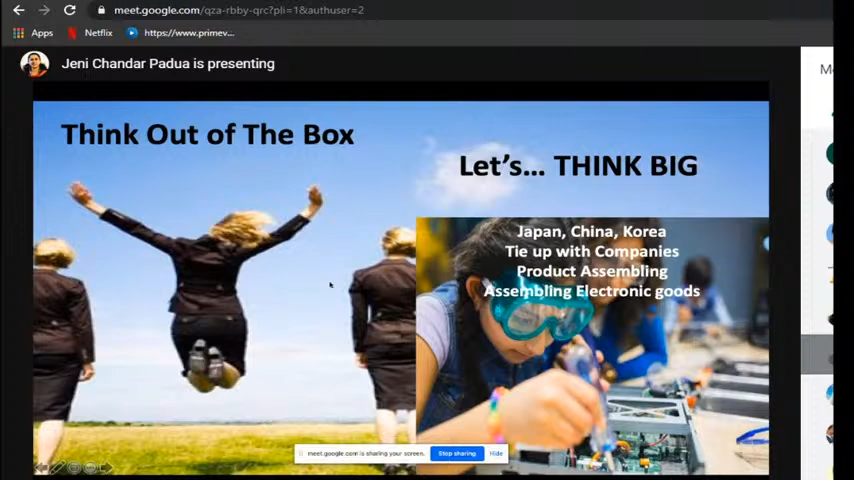 meet.google.com/qza-rbby-qrc?pli=1&authuser=2
Apps
Netflix
https://www.primev...
Jeni Chandar Padua is presenting
Think Out of The Box
Let's... THINK BIG
Japan, China, Korea
Tie up with Companies
Product Assembling
Assembling Electronic goods
meet.google.com is sharing your screen.
Stop sharing
Hide